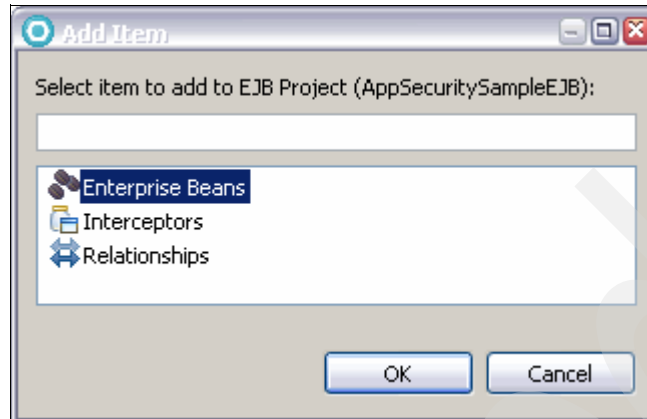 Add Item
Select item to add to EJB Project (AppSecuritySampleEJB):
Enterprise Beans
Interceptors
Relationships
OK Cancel